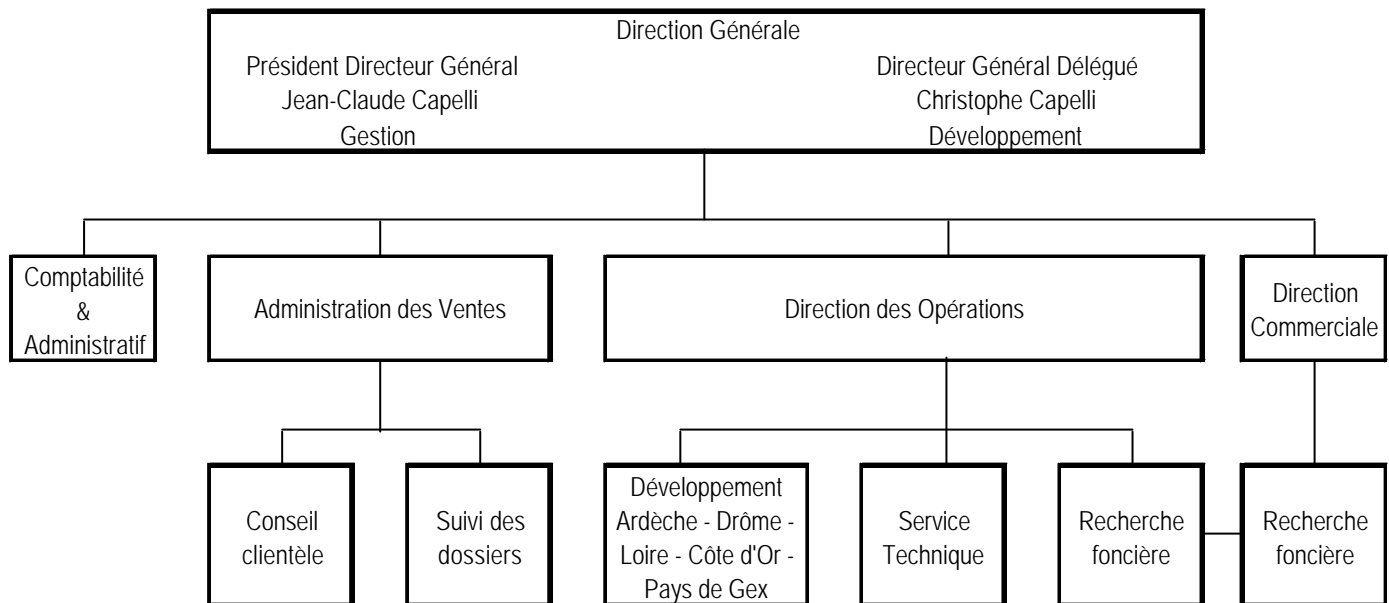 Direction Générale
Président Directeur Général
Jean-Claude Capelli
Gestion
Directeur Général Délégué
Christophe Capelli
Développement
Comptabilité
&
Administratif
Administration des Ventes
Direction des Opérations
Direction
Commerciale
Conseil
clientèle
Suivi des
dossiers
Développement
Ardèche - Drôme -
Loire - Côte d'Or -
Pays de Gex
Service
Technique
Recherche
foncière
Recherche
foncière